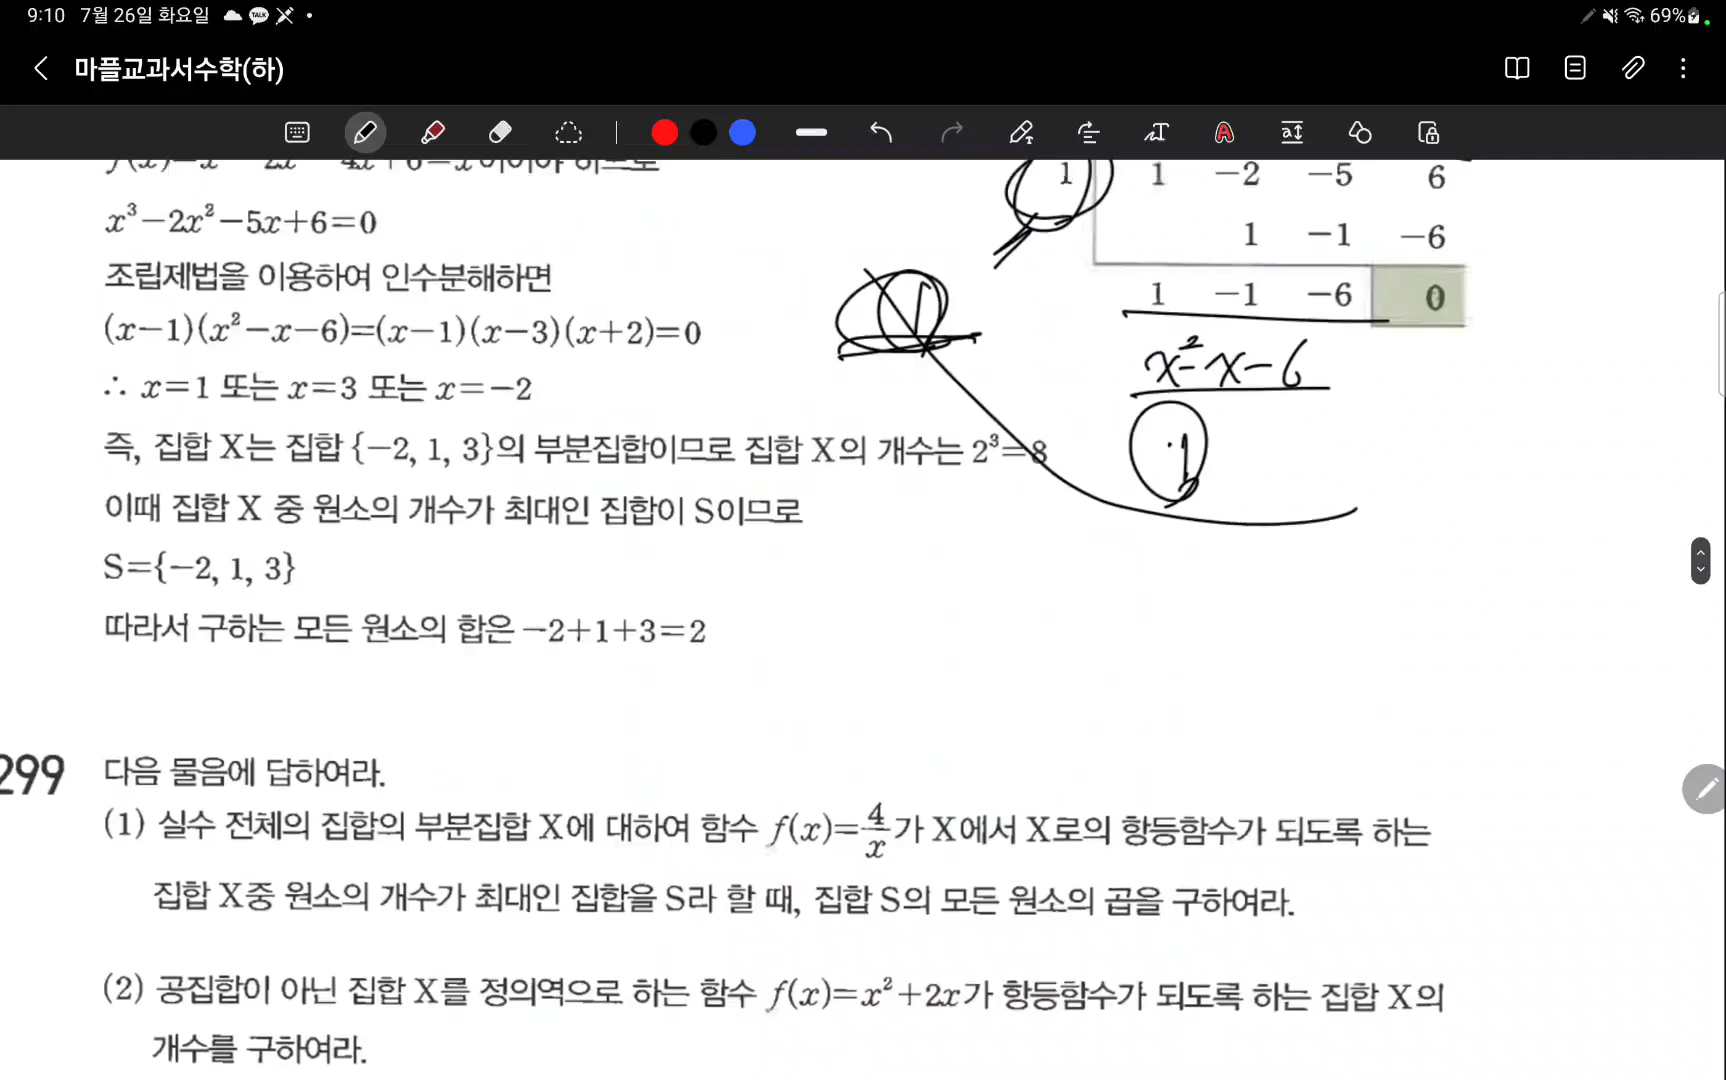 9:10 7월 26일 화요일 TALK 69%
마플교과서수학(하)
x³−2x²−5x+6=0
조립제법을 이용하여 인수분해하면
(x−1)(x²−x−6)=(x−1)(x−3)(x+2)=0
∴ x=1 또는 x=3 또는 x=−2
즉, 집합 X는 집합 {−2, 1, 3}의 부분집합이므로 집합 X의 개수는 2³=8
이때 집합 X 중 원소의 개수가 최대인 집합이 S이므로
S={−2, 1, 3}
따라서 구하는 모든 원소의 합은 −2+1+3=2
1 1 −2 −5 6
1 −1 −6
1 −1 −6 0
x²-x-6
1
299 다음 물음에 답하여라.
(1) 실수 전체의 집합의 부분집합 X에 대하여 함수 f(x)=4/x가 X에서 X로의 항등함수가 되도록 하는
집합 X중 원소의 개수가 최대인 집합을 S라 할 때, 집합 S의 모든 원소의 곱을 구하여라.
(2) 공집합이 아닌 집합 X를 정의역으로 하는 함수 f(x)=x²+2x가 항등함수가 되도록 하는 집합 X의
개수를 구하여라.